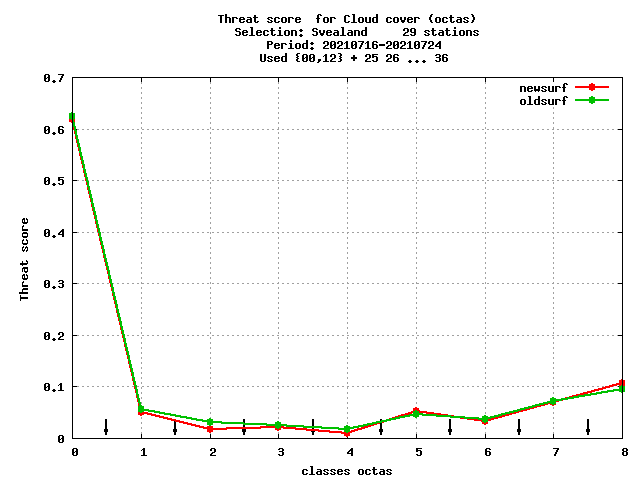 Threat score  for Cloud cover (octas)
Selection: Svealand     29 stations
Period: 20210716-20210724
Used {00,12} + 25 26 ... 36
newsurf
oldsurf
0.7
0.6
0.5
0.4
0.3
0.2
0.1
0
Threat score
0 1 2 3 4 5 6 7 8
classes octas